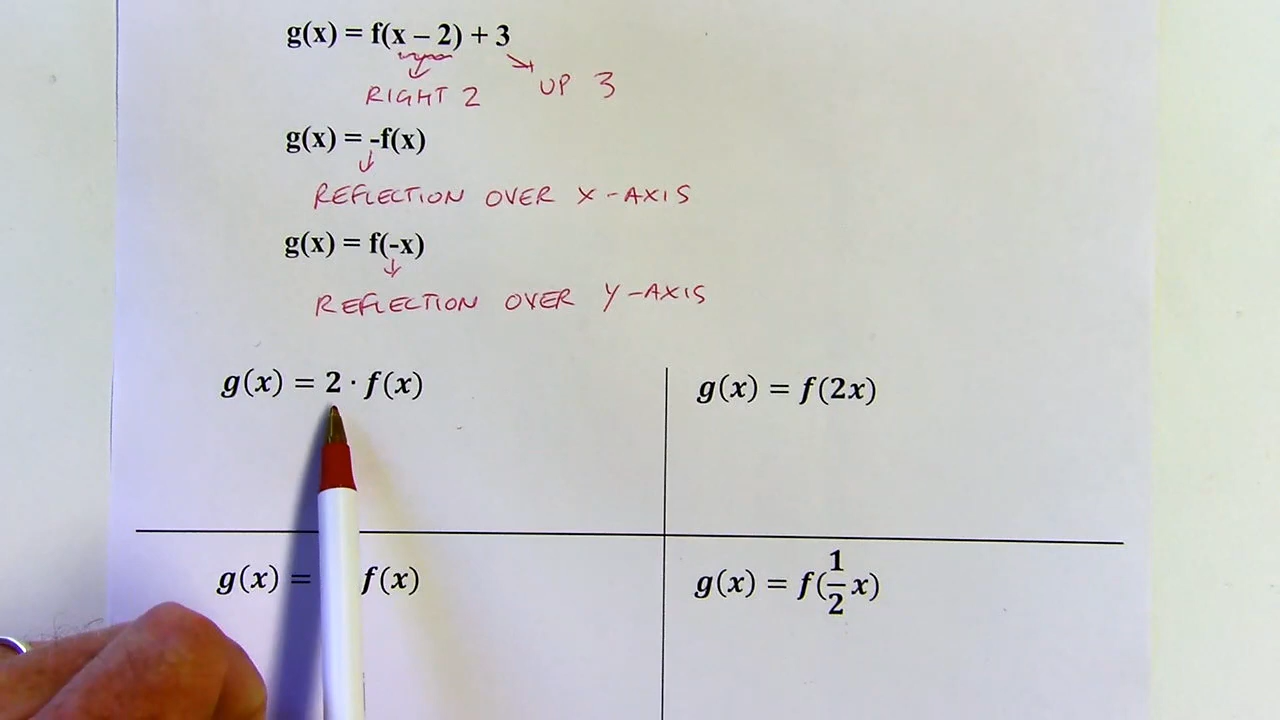 g(x) = f(x – 2) + 3
RIGHT 2 UP 3
g(x) = -f(x)
REFLECTION OVER X-AXIS
g(x) = f(-x)
REFLECTION OVER Y-AXIS
g(x) = 2 · f(x)
g(x) = f(2x)
g(x) = f(x)
g(x) = f(1/2 x)